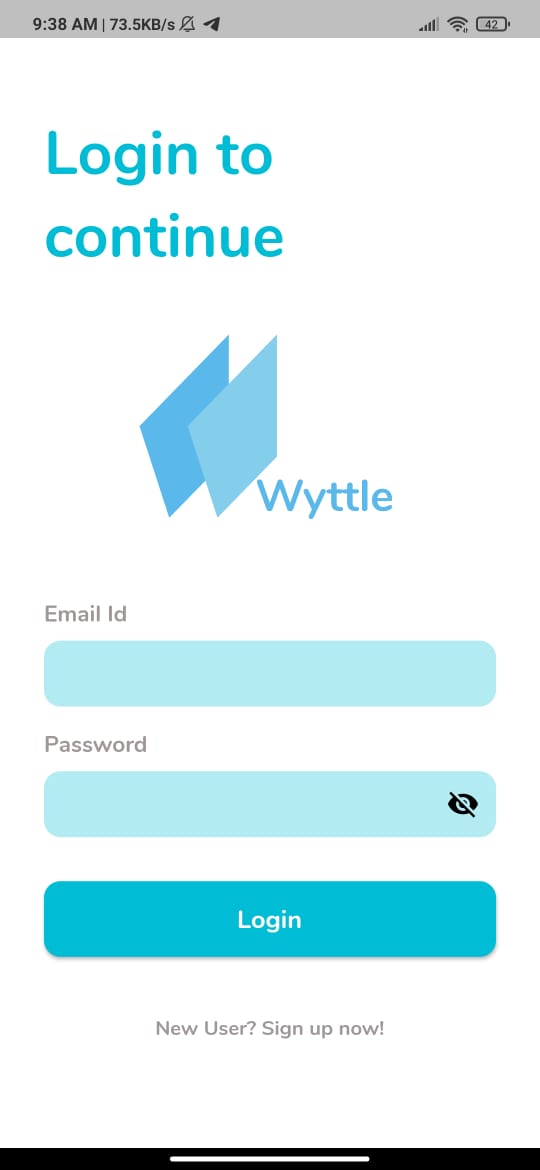 9:38 AM | 73.5KB/s
42
Login to
continue
Wyttle
Email Id
Password
Login
New User? Sign up now!